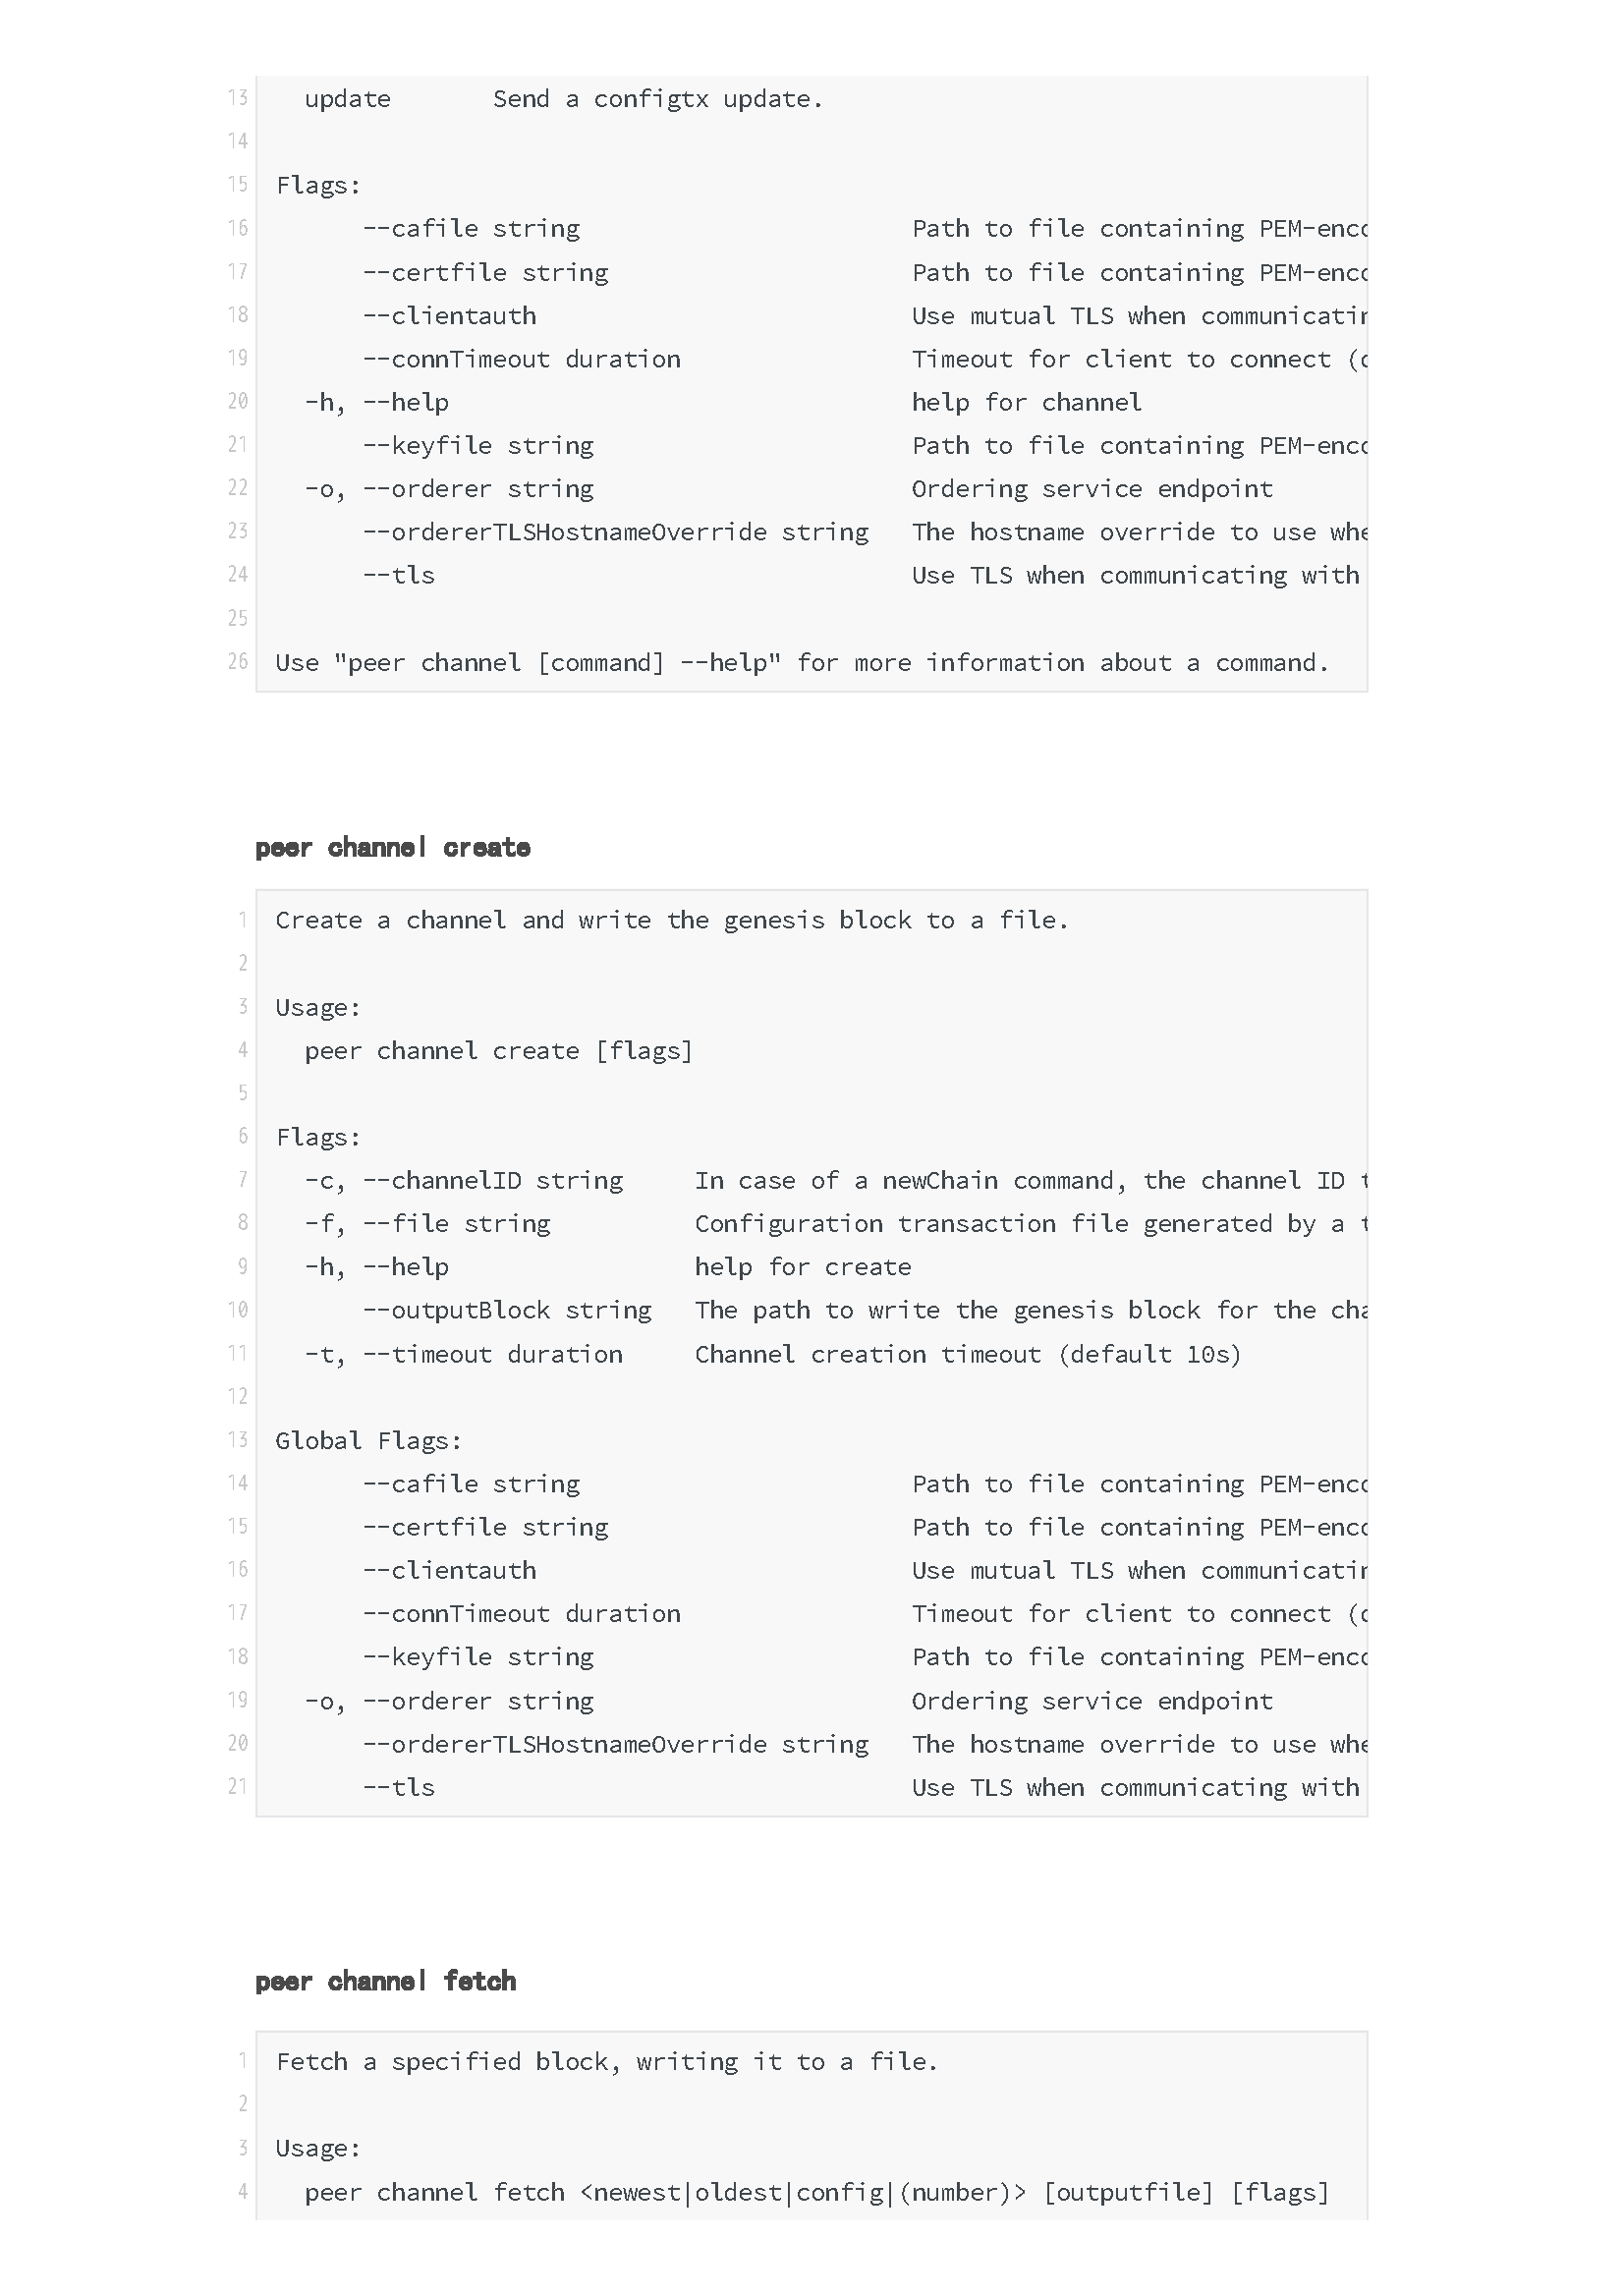 13   update       Send a configtx update.
14
15 Flags:
16       --cafile string                       Path to file containing PEM-enc
17       --certfile string                     Path to file containing PEM-enc
18       --clientauth                          Use mutual TLS when communicati
19       --connTimeout duration                Timeout for client to connect (
20   -h, --help                                help for channel
21       --keyfile string                      Path to file containing PEM-enc
22   -o, --orderer string                      Ordering service endpoint
23       --ordererTLSHostnameOverride string   The hostname override to use whe
24       --tls                                 Use TLS when communicating with
25
26 Use "peer channel [command] --help" for more information about a command.
peer channel create
1 Create a channel and write the genesis block to a file.
2
3 Usage:
4   peer channel create [flags]
5
6 Flags:
7   -c, --channelID string     In case of a newChain command, the channel ID t
8   -f, --file string          Configuration transaction file generated by a t
9   -h, --help                 help for create
10       --outputBlock string   The path to write the genesis block for the cha
11   -t, --timeout duration     Channel creation timeout (default 10s)
12
13 Global Flags:
14       --cafile string                       Path to file containing PEM-enc
15       --certfile string                     Path to file containing PEM-enc
16       --clientauth                          Use mutual TLS when communicati
17       --connTimeout duration                Timeout for client to connect (
18       --keyfile string                      Path to file containing PEM-enc
19   -o, --orderer string                      Ordering service endpoint
20       --ordererTLSHostnameOverride string   The hostname override to use whe
21       --tls                                 Use TLS when communicating with
peer channel fetch
1 Fetch a specified block, writing it to a file.
2
3 Usage:
4   peer channel fetch <newest|oldest|config|(number)> [outputfile] [flags]